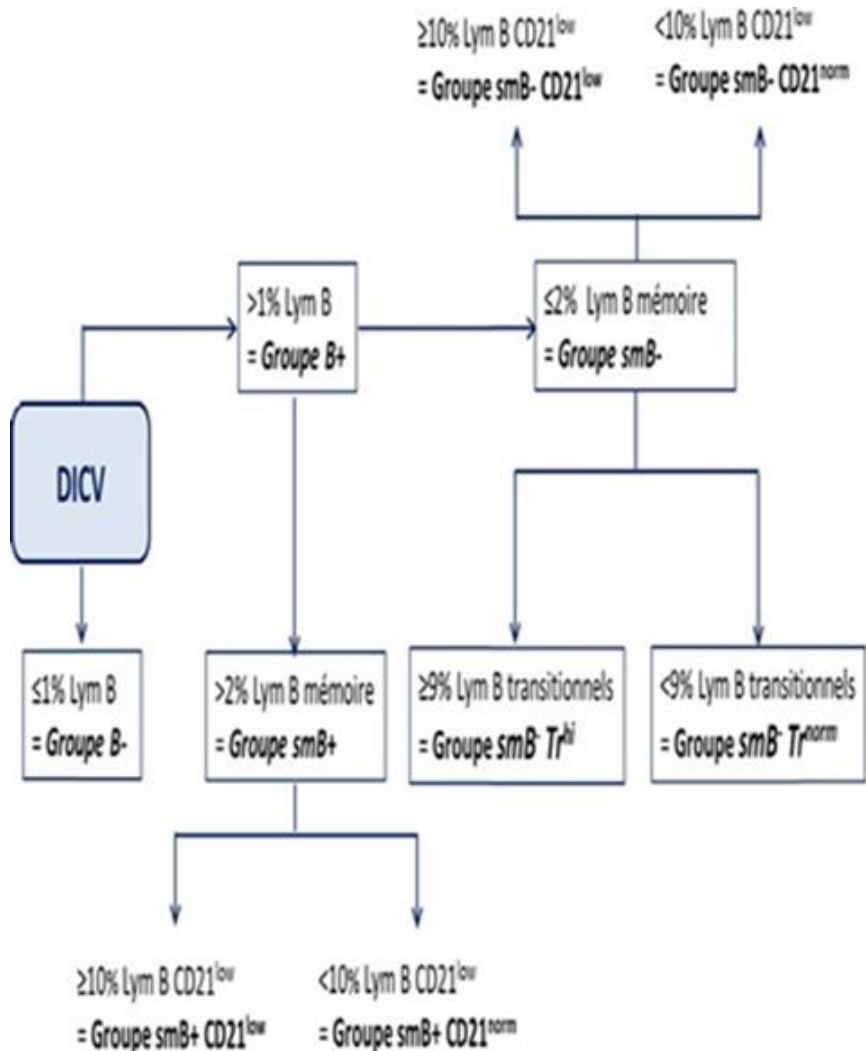 ≥10% Lym B CD21low
= Groupe smB- CD21low
<10% Lym B CD21low
= Groupe smB- CD21norm
>1% Lym B
= Groupe B+
≤2% Lym B mémoire
= Groupe smB-
DICV
≤1% Lym B
= Groupe B-
>2% Lym B mémoire
= Groupe smB+
≥9% Lym B transitionnels
= Groupe smB- Trhi
<9% Lym B transitionnels
= Groupe smB- Trnorm
≥10% Lym B CD21low
= Groupe smB+ CD21low
<10% Lym B CD21low
= Groupe smB+ CD21norm